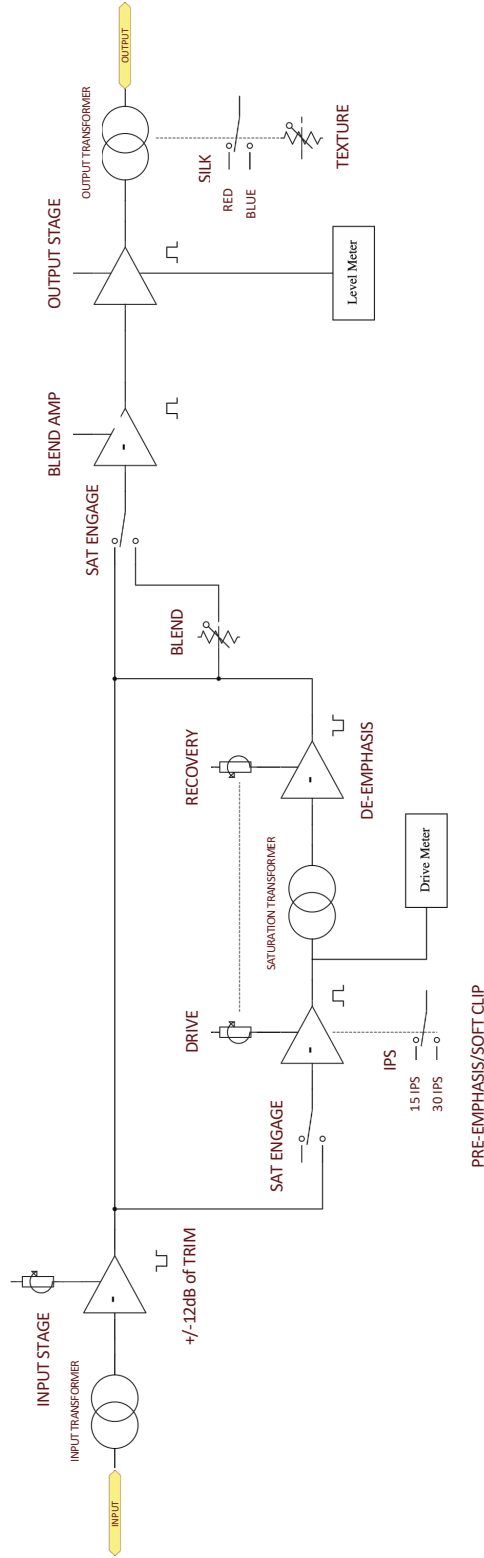 INPUT
INPUT TRANSFORMER
INPUT STAGE
+/-12dB of TRIM
SAT ENGAGE
DRIVE
IPS
15 IPS
30 IPS
PRE-EMPHASIS/SOFT CLIP
SATURATION TRANSFORMER
Drive Meter
RECOVERY
DE-EMPHASIS
BLEND
SAT ENGAGE
BLEND AMP
OUTPUT STAGE
Level Meter
OUTPUT TRANSFORMER
SILK
RED
BLUE
TEXTURE
OUTPUT